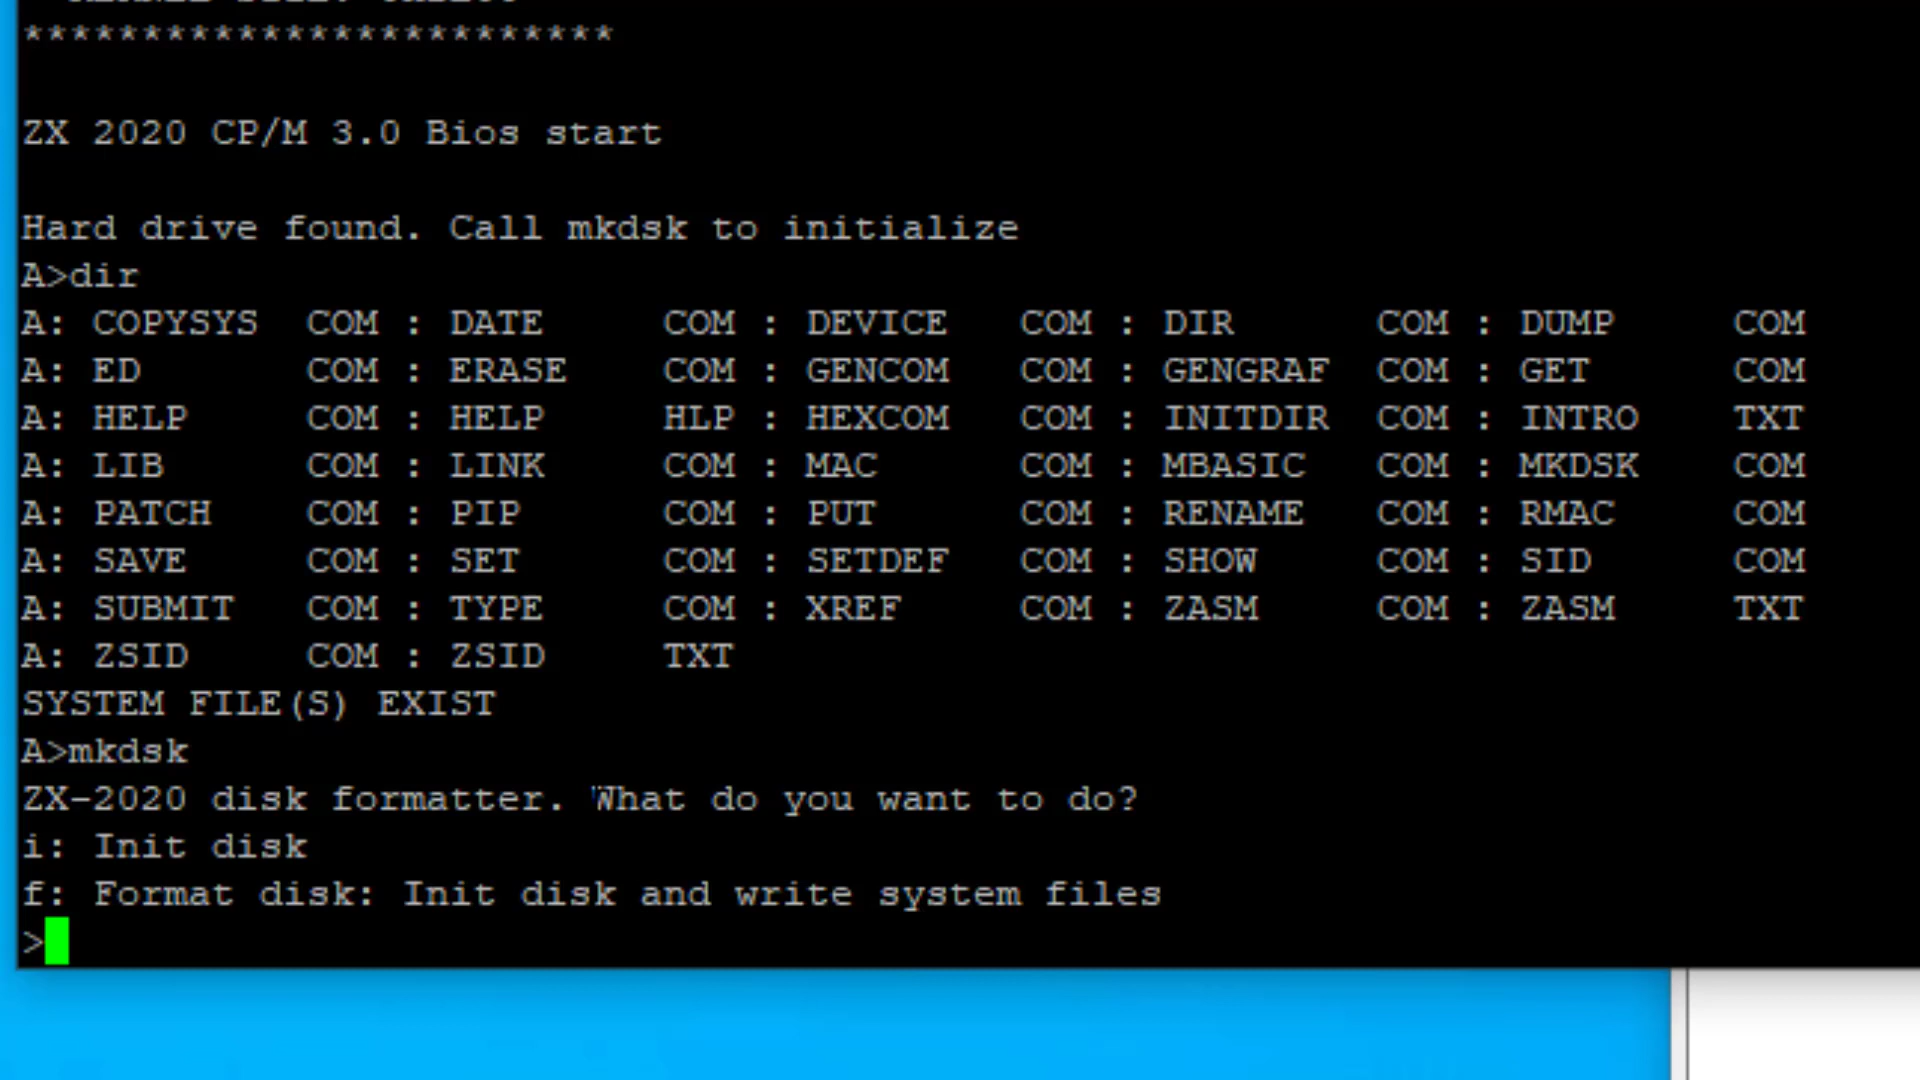 *************************
ZX 2020 CP/M 3.0 Bios start
Hard drive found. Call mkdsk to initialize
A>dir
A: COPYSYS  COM : DATE     COM : DEVICE   COM : DIR      COM : DUMP     COM
A: ED       COM : ERASE    COM : GENCOM   COM : GENGRAF  COM : GET      COM
A: HELP     COM : HELP     HLP : HEXCOM   COM : INITDIR  COM : INTRO    TXT
A: LIB      COM : LINK     COM : MAC      COM : MBASIC   COM : MKDSK    COM
A: PATCH    COM : PIP      COM : PUT      COM : RENAME   COM : RMAC     COM
A: SAVE     COM : SET      COM : SETDEF   COM : SHOW     COM : SID      COM
A: SUBMIT   COM : TYPE     COM : XREF     COM : ZASM     COM : ZASM     TXT
A: ZSID     COM : ZSID     TXT
SYSTEM FILE(S) EXIST
A>mkdsk
ZX-2020 disk formatter. What do you want to do?
i: Init disk
f: Format disk: Init disk and write system files
>